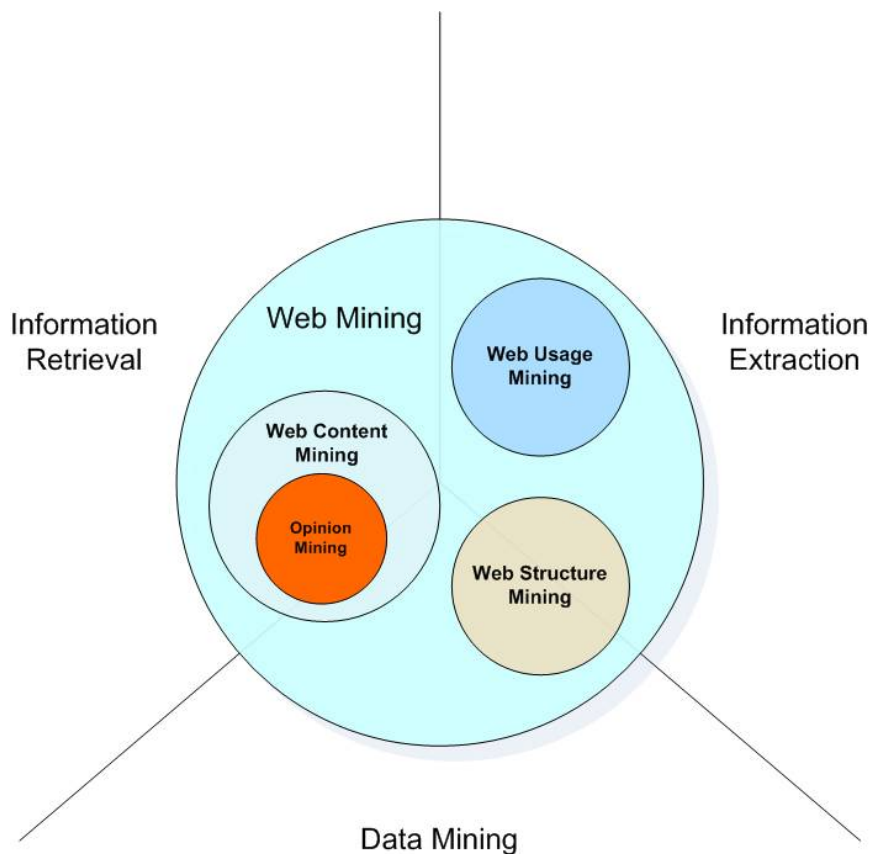 Information
Retrieval
Web Mining
Web Usage
Mining
Information
Extraction
Web Content
Mining
Opinion
Mining
Web Structure
Mining
Data Mining